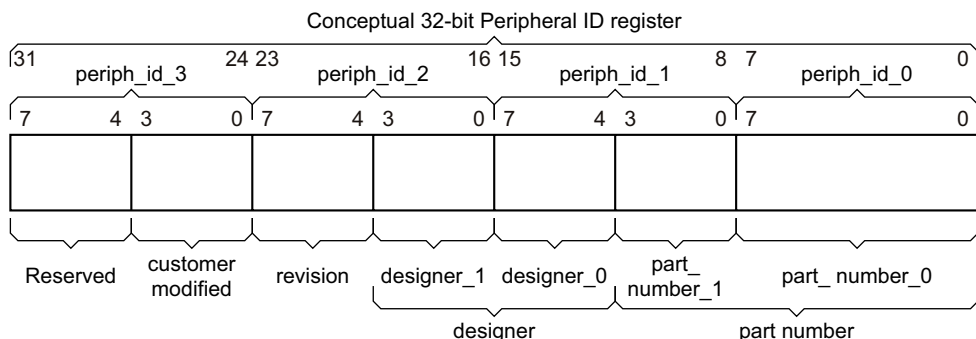 Conceptual 32-bit Peripheral ID register
31 24 23 16 15 8 7 0
periph_id_3 periph_id_2 periph_id_1 periph_id_0
7 4 3 0 7 4 3 0 7 4 3 0 7 0
Reserved customer modified revision designer_1 designer_0 part_ number_1 part_ number_0
designer part number